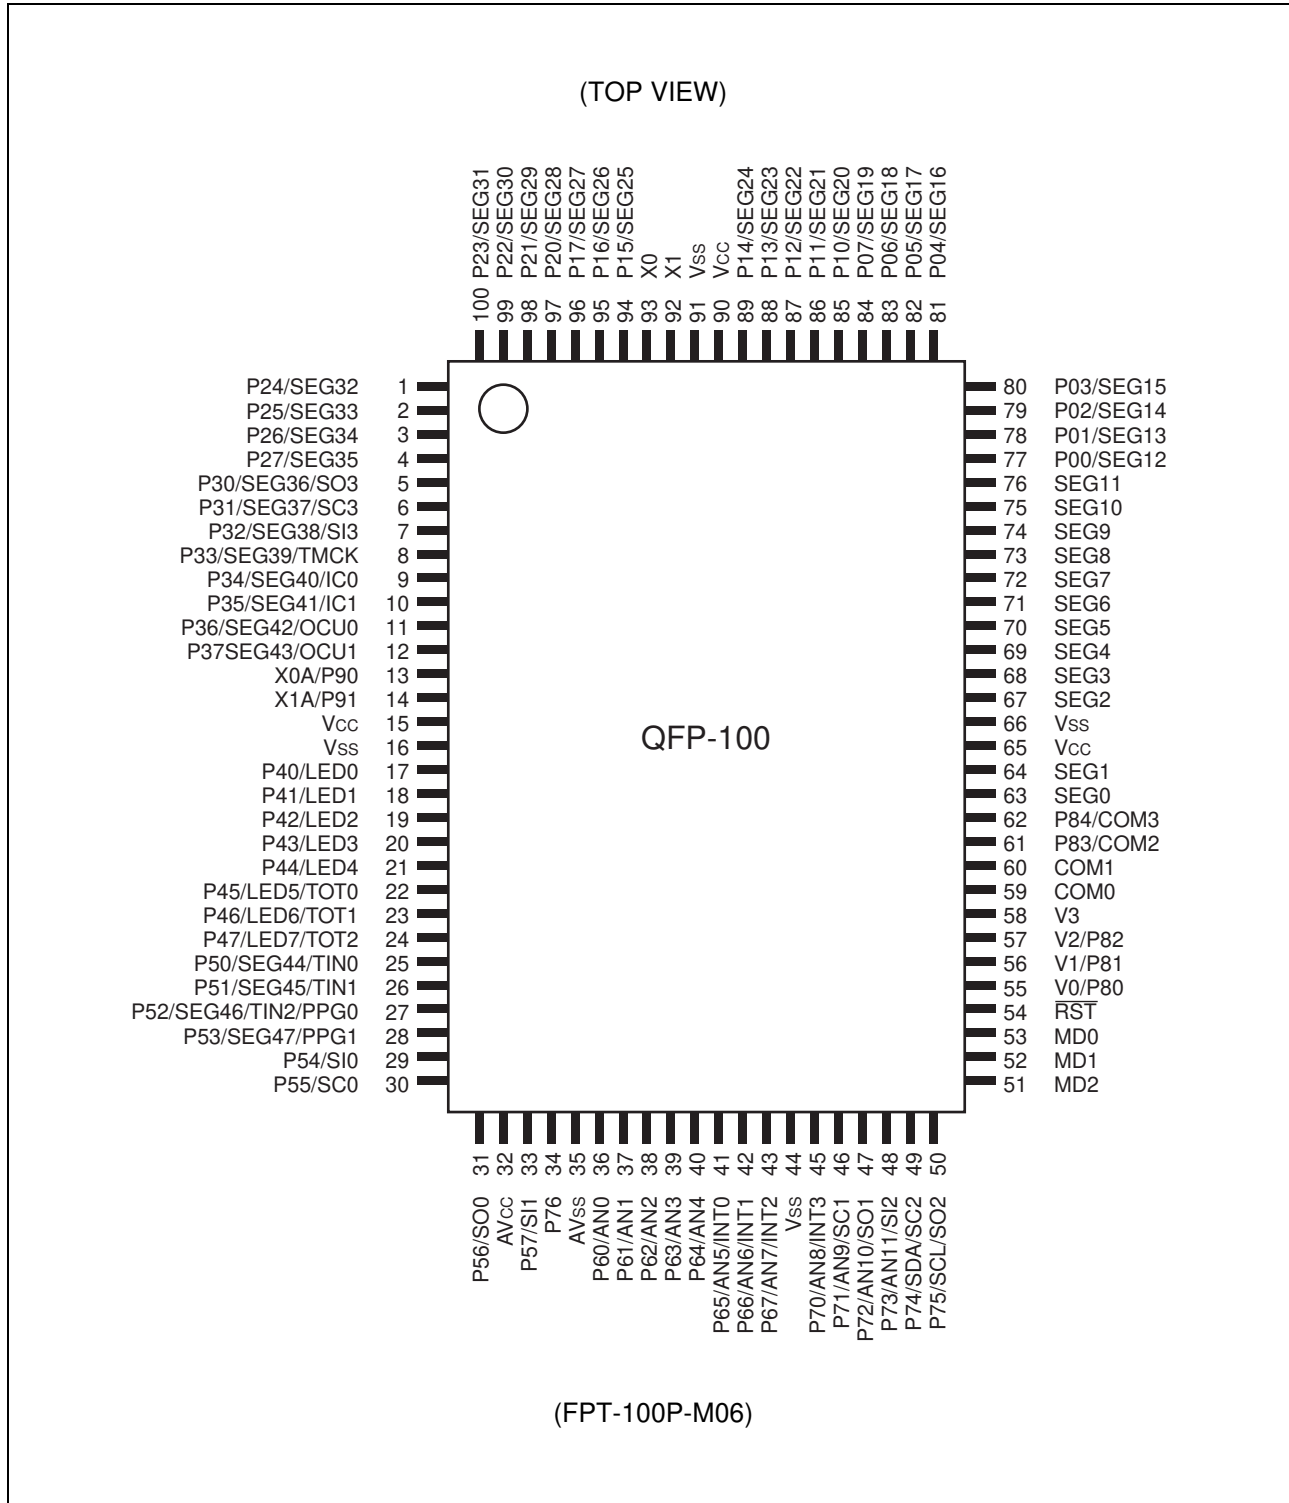 (TOP VIEW)
100 P23/SEG31
99 P22/SEG30
98 P21/SEG29
97 P20/SEG28
96 P17/SEG27
95 P16/SEG26
94 P15/SEG25
93 X0
92 X1
91 Vss
90 Vcc
89 P14/SEG24
88 P13/SEG23
87 P12/SEG22
86 P11/SEG21
85 P10/SEG20
84 P07/SEG19
83 P06/SEG18
82 P05/SEG17
81 P04/SEG16
P24/SEG32 1
P25/SEG33 2
P26/SEG34 3
P27/SEG35 4
P30/SEG36/SO3 5
P31/SEG37/SC3 6
P32/SEG38/SI3 7
P33/SEG39/TMCK 8
P34/SEG40/IC0 9
P35/SEG41/IC1 10
P36/SEG42/OCU0 11
P37SEG43/OCU1 12
X0A/P90 13
X1A/P91 14
Vcc 15
Vss 16
P40/LED0 17
P41/LED1 18
P42/LED2 19
P43/LED3 20
P44/LED4 21
P45/LED5/TOT0 22
P46/LED6/TOT1 23
P47/LED7/TOT2 24
P50/SEG44/TIN0 25
P51/SEG45/TIN1 26
P52/SEG46/TIN2/PPG0 27
P53/SEG47/PPG1 28
P54/SI0 29
P55/SC0 30
QFP-100
80 P03/SEG15
79 P02/SEG14
78 P01/SEG13
77 P00/SEG12
76 SEG11
75 SEG10
74 SEG9
73 SEG8
72 SEG7
71 SEG6
70 SEG5
69 SEG4
68 SEG3
67 SEG2
66 Vss
65 Vcc
64 SEG1
63 SEG0
62 P84/COM3
61 P83/COM2
60 COM1
59 COM0
58 V3
57 V2/P82
56 V1/P81
55 V0/P80
54 RST
53 MD0
52 MD1
51 MD2
P56/SO0 31
AVcc 32
P57/SI1 33
P76 34
AVss 35
P60/AN0 36
P61/AN1 37
P62/AN2 38
P63/AN3 39
P64/AN4 40
P65/AN5/INT0 41
P66/AN6/INT1 42
P67/AN7/INT2 43
Vss 44
P70/AN8/INT3 45
P71/AN9/SC1 46
P72/AN10/SO1 47
P73/AN11/SI2 48
P74/SDA/SC2 49
P75/SCL/SO2 50
(FPT-100P-M06)